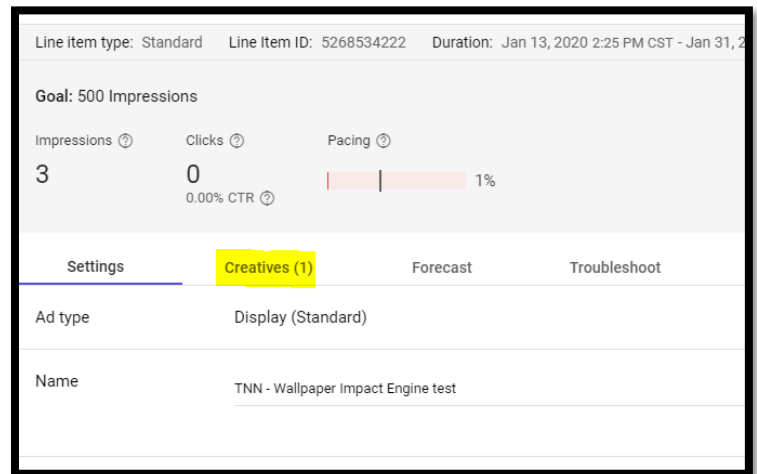 Line item type: Standard Line Item ID: 5268534222 Duration: Jan 13, 2020 2:25 PM CST - Jan 31, 2
Goal: 500 Impressions
Impressions Clicks Pacing
3 0 1%
0.00% CTR
Settings Creatives (1) Forecast Troubleshoot
Ad type Display (Standard)
Name TNN - Wallpaper Impact Engine test